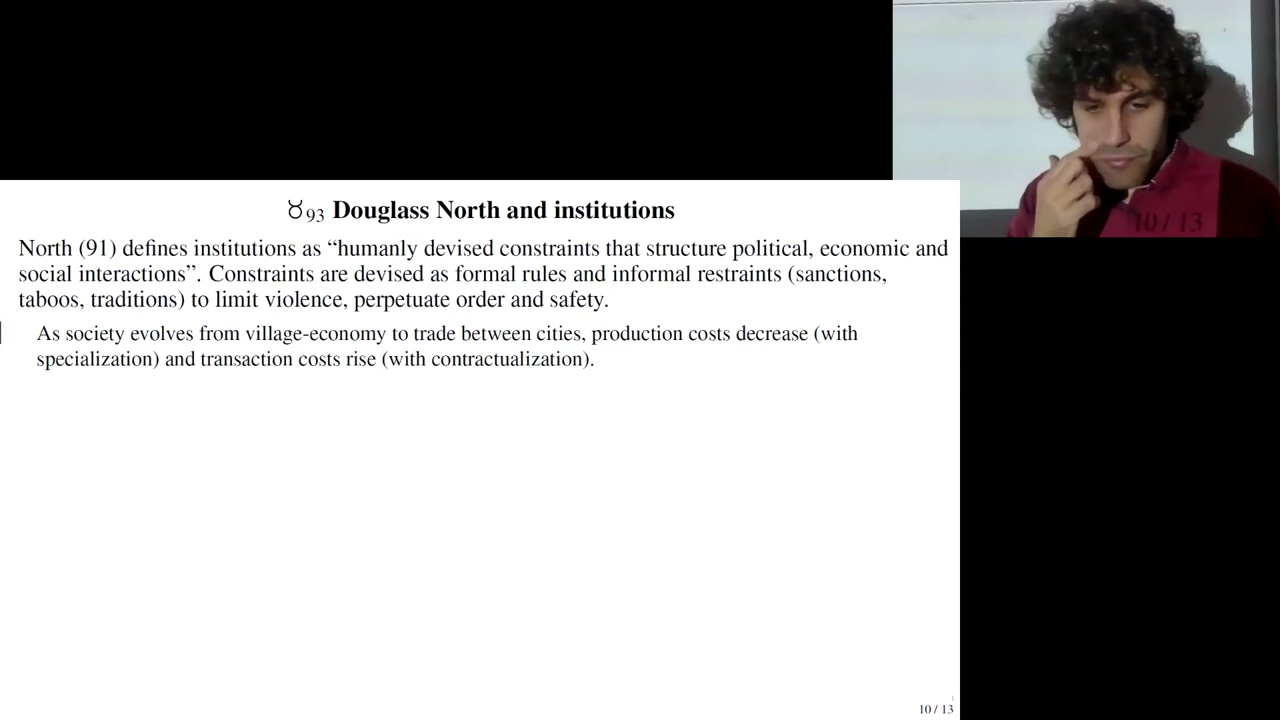 ♉93 Douglass North and institutions
North (91) defines institutions as “humanly devised constraints that structure political, economic and
social interactions”. Constraints are devised as formal rules and informal restraints (sanctions,
taboos, traditions) to limit violence, perpetuate order and safety.
As society evolves from village-economy to trade between cities, production costs decrease (with
specialization) and transaction costs rise (with contractualization).
10 / 13
10 / 13